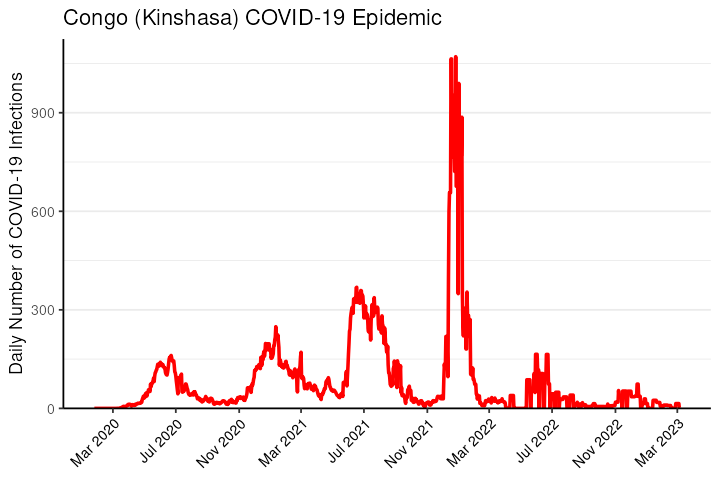 Congo (Kinshasa) COVID-19 Epidemic
Daily Number of COVID-19 Infections
900
600
300
0
Mar 2020
Jul 2020
Nov 2020
Mar 2021
Jul 2021
Nov 2021
Mar 2022
Jul 2022
Nov 2022
Mar 2023